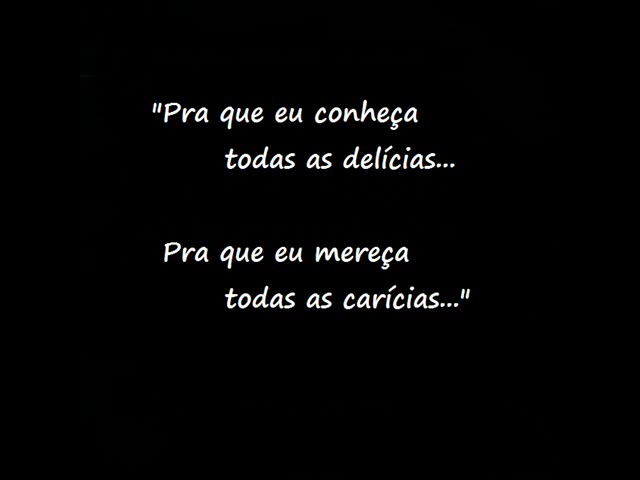 "Pra que eu conheça
todas as delícias...
Pra que eu mereça
todas as carícias..."